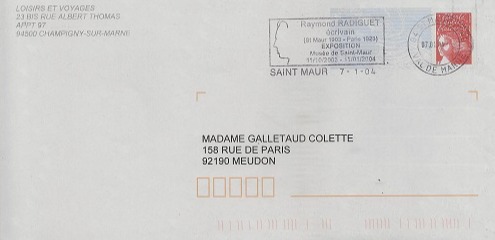 LOISIRS ET VOYAGES
23 BIS RUE ALBERT THOMAS
APPT 97
94500 CHAMPIGNY-SUR-MARNE
Raymond RADIGUET
écrivain
(St Maur 1903 - Paris 1923)
EXPOSITION
Musée de Saint-Maur
11/10/2003 - 11/01/2004
SAINT MAUR 7-1-04
MADAME GALLETAUD COLETTE
158 RUE DE PARIS
92190 MEUDON